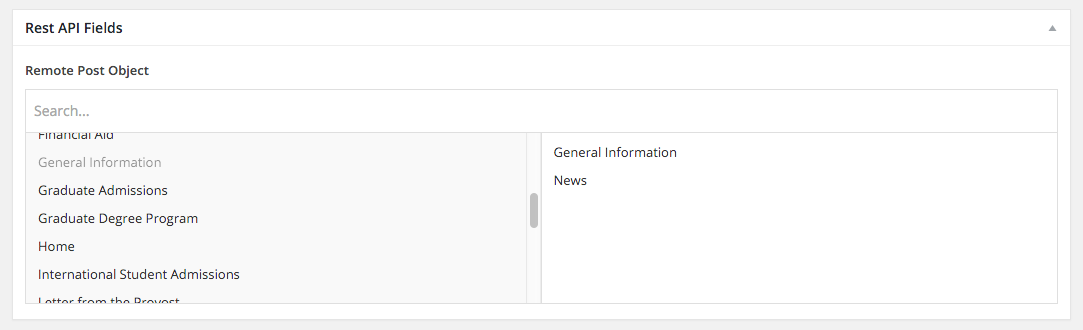 Rest API Fields
Remote Post Object
Search...
Financial Aid
General Information
Graduate Admissions
Graduate Degree Program
Home
International Student Admissions
Letter from the Provost
General Information
News